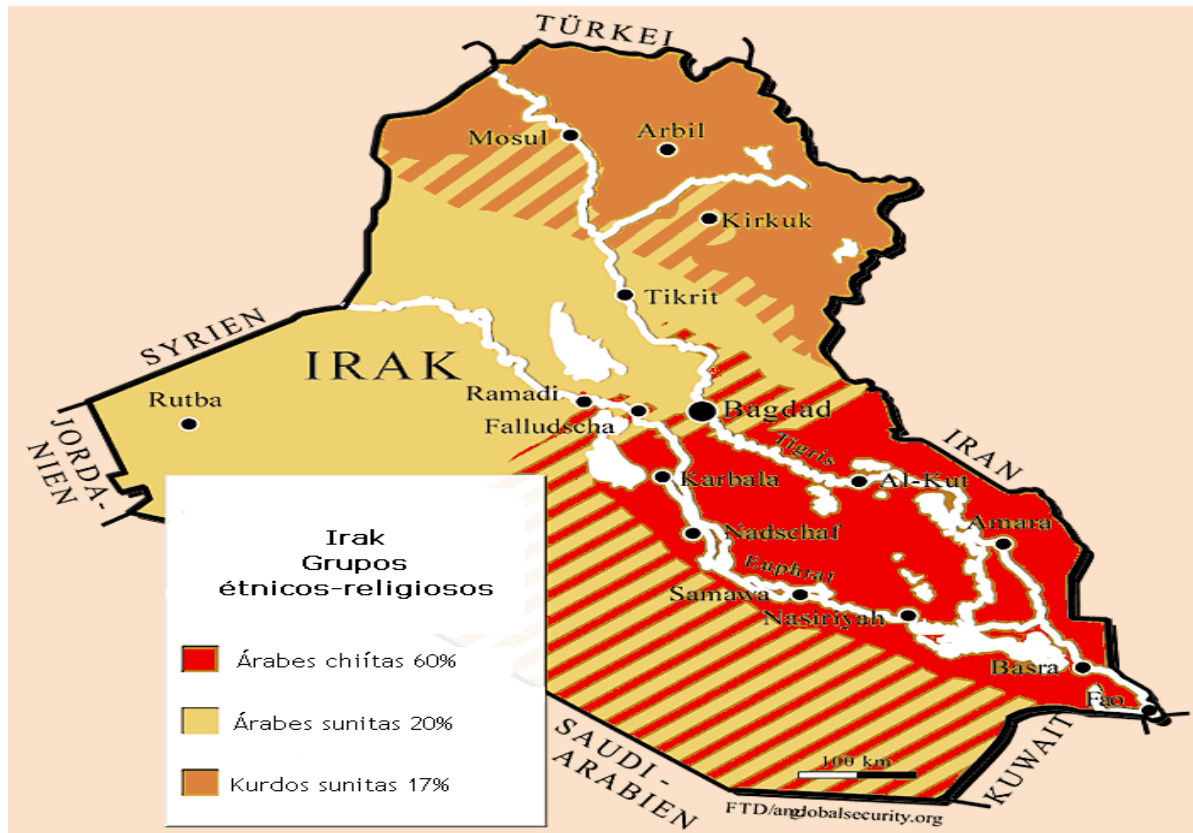 TÜRKEI
Mosul
Arbil
Kirkuk
Tikrit
SYRIEN
IRAK
Ramadi
Rutba
Bagdad
Falludscha
JORDA-
NIEN
Tigris
IRAN
Karbala
Al-Kut
Nadschaf
Amara
Euphrat
Samawa
Nasiriyah
Basra
Fao
Irak
Grupos
étnicos-religiosos
Árabes chiítas 60%
Árabes sunitas 20%
Kurdos sunitas 17%
SAUDI-
ARABIEN
KUWAIT
100 km
FTD/anglobalsecurity.org